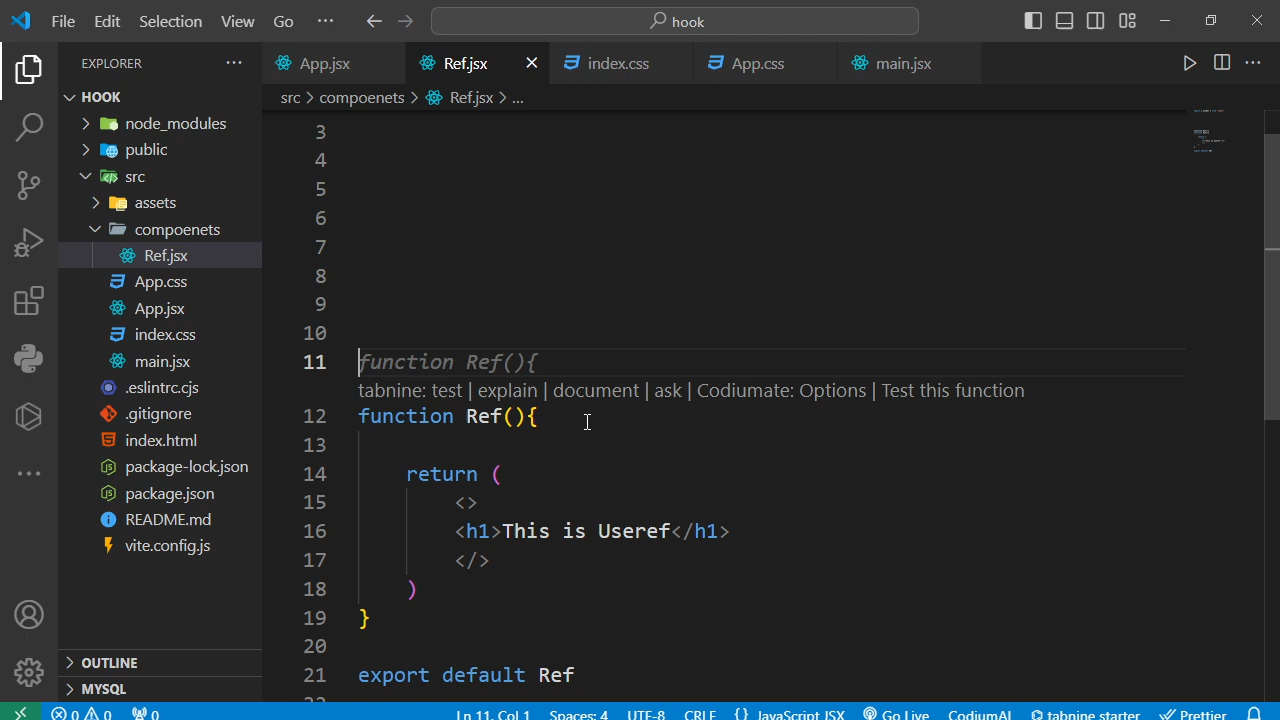 File Edit Selection View Go ··· hook
EXPLORER ···
App.jsx Ref.jsx index.css App.css main.jsx
src > compoenets > Ref.jsx > ...
HOOK
node_modules
public
src
assets
compoenets
Ref.jsx
App.css
App.jsx
index.css
main.jsx
.eslintrc.cjs
.gitignore
index.html
package-lock.json
package.json
README.md
vite.config.js
OUTLINE
MYSQL
3
4
5
6
7
8
9
10
11 function Ref(){
tabnine: test | explain | document | ask | Codiumate: Options | Test this function
12 function Ref(){
13
14 return (
15 <>
16 <h1>This is Useref</h1>
17 </>
18 )
19 }
20
21 export default Ref
22
0 0 0 Ln 11, Col 1 Spaces: 4 UTF-8 CRLF {} JavaScript JSX Go Live CodiumAI tabnine starter Prettier